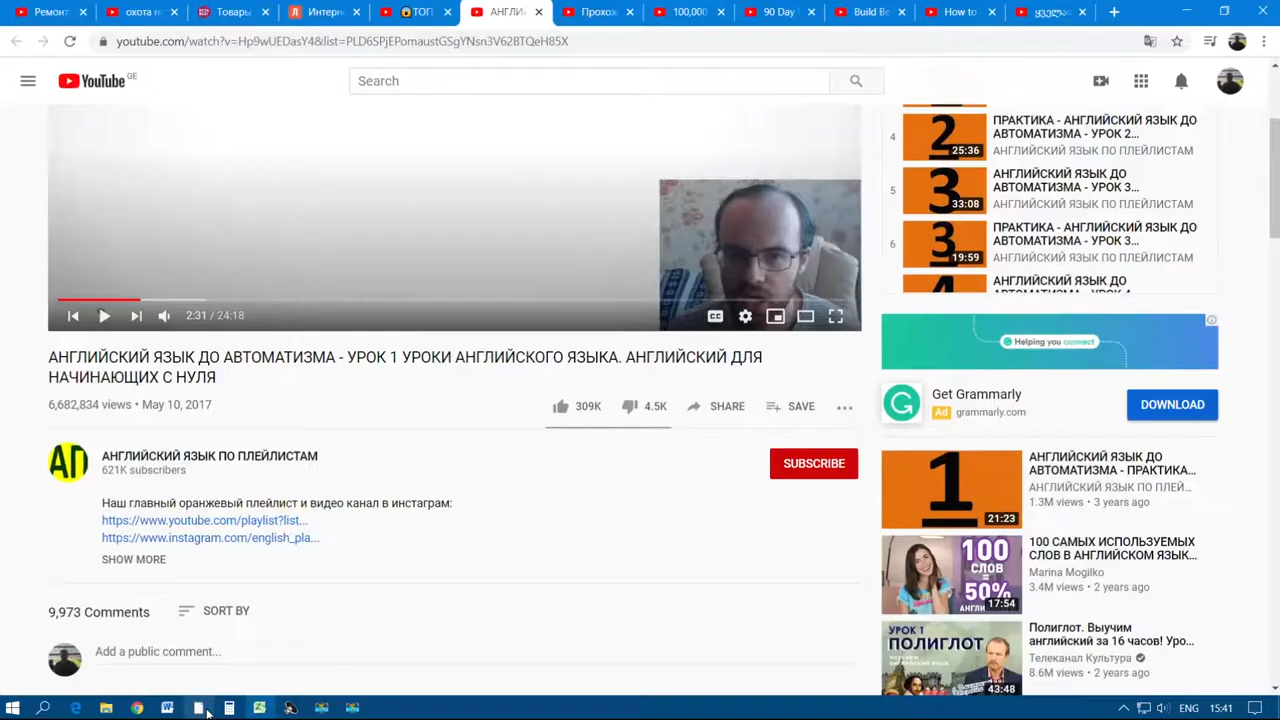 Ремонт
охота н
Товары
Интерн
ТОП
АНГЛИ
Прохож
100,000
90 Day
Build Be
How to
ყველა
youtube.com/watch?v=Hp9wUEDasY4&list=PLD6SPjEPomaustGSgYNsn3V62BTQeH85X
YouTube GE
Search
4
2
25:36
ПРАКТИКА - АНГЛИЙСКИЙ ЯЗЫК ДО
АВТОМАТИЗМА - УРОК 2...
АНГЛИЙСКИЙ ЯЗЫК ПО ПЛЕЙЛИСТАМ
5
3
33:08
АНГЛИЙСКИЙ ЯЗЫК ДО
АВТОМАТИЗМА - УРОК 3...
АНГЛИЙСКИЙ ЯЗЫК ПО ПЛЕЙЛИСТАМ
6
3
19:59
ПРАКТИКА - АНГЛИЙСКИЙ ЯЗЫК ДО
АВТОМАТИЗМА - УРОК 3...
АНГЛИЙСКИЙ ЯЗЫК ПО ПЛЕЙЛИСТАМ
4
АНГЛИЙСКИЙ ЯЗЫК ДО
2:31 / 24:18
CC
АНГЛИЙСКИЙ ЯЗЫК ДО АВТОМАТИЗМА - УРОК 1 УРОКИ АНГЛИЙСКОГО ЯЗЫКА. АНГЛИЙСКИЙ ДЛЯ
НАЧИНАЮЩИХ С НУЛЯ
6,682,834 views • May 10, 2017
309K
4.5K
SHARE
SAVE
АП
АНГЛИЙСКИЙ ЯЗЫК ПО ПЛЕЙЛИСТАМ
621K subscribers
SUBSCRIBE
Наш главный оранжевый плейлист и видео канал в инстаграм:
https://www.youtube.com/playlist?list...
https://www.instagram.com/english_pla...
SHOW MORE
9,973 Comments
SORT BY
Add a public comment...
Helping you connect
Get Grammarly
Ad grammarly.com
DOWNLOAD
1
21:23
АНГЛИЙСКИЙ ЯЗЫК ДО
АВТОМАТИЗМА - ПРАКТИКА...
АНГЛИЙСКИЙ ЯЗЫК ПО ПЛЕЙ...
1.3M views • 3 years ago
100
СЛОВ
=
50%
АНГЛИ
17:54
100 САМЫХ ИСПОЛЬЗУЕМЫХ
СЛОВ В АНГЛИЙСКОМ ЯЗЫК...
Marina Mogilko
3.4M views • 2 years ago
УРОК 1
ПОЛИГЛОТ
43:48
Полиглот. Выучим
английский за 16 часов! Уро...
Телеканал Культура
8.6M views • 2 years ago
ENG
15:41